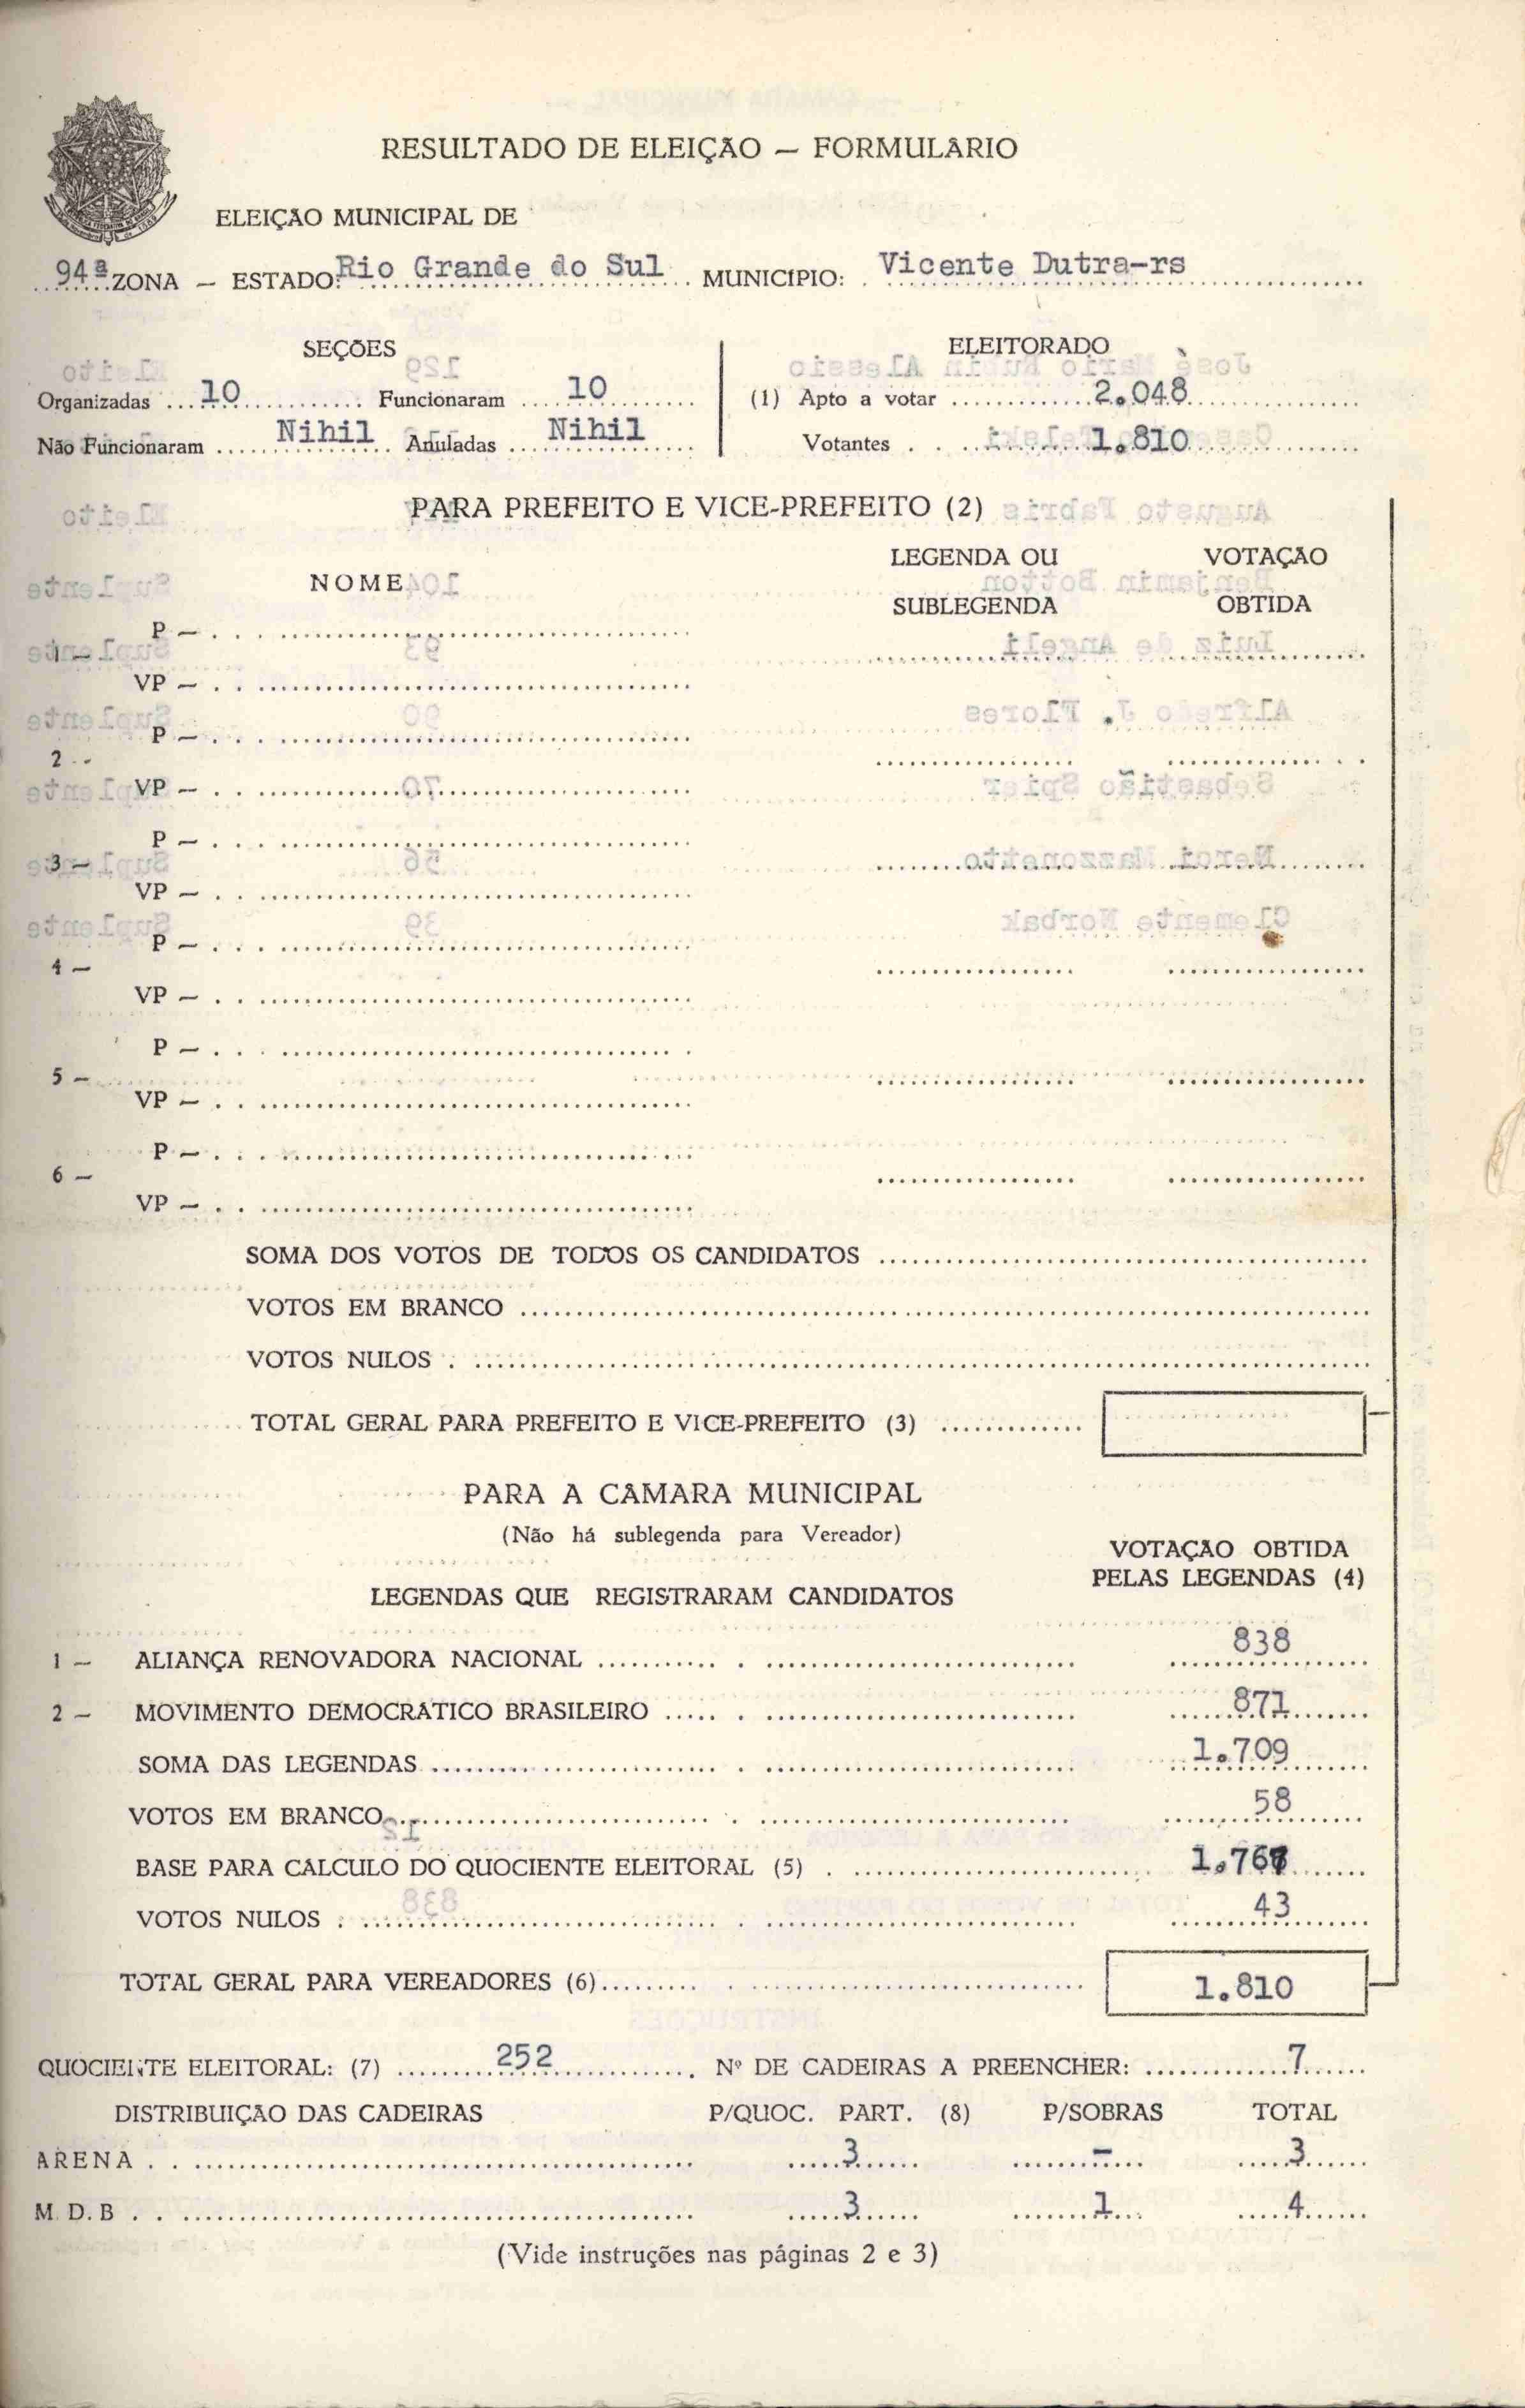 RESULTADO DE ELEIÇÃO — FORMULÁRIO
ELEIÇÃO MUNICIPAL DE
94ª ZONA — ESTADO: Rio Grande do Sul MUNICÍPIO: Vicente Dutra-rs
SEÇÕES
ELEITORADO
Organizadas 10 Funcionaram 10 (1) Apto a votar 2.048
Não Funcionaram Nihil Anuladas Nihil Votantes 1.810
PARA PREFEITO E VICE-PREFEITO (2)
LEGENDA OU VOTAÇÃO
NOME
SUBLEGENDA OBTIDA
P —
1 —
VP —
P —
2 -
VP —
P —
3 —
VP —
P —
4 —
VP —
P —
5 —
VP —
P —
6 —
VP —
SOMA DOS VOTOS DE TODOS OS CANDIDATOS
VOTOS EM BRANCO
VOTOS NULOS
TOTAL GERAL PARA PREFEITO E VICE-PREFEITO (3)
PARA A CÂMARA MUNICIPAL
(Não há sublegenda para Vereador)
VOTAÇÃO OBTIDA
PELAS LEGENDAS (4)
LEGENDAS QUE REGISTRARAM CANDIDATOS
1 — ALIANÇA RENOVADORA NACIONAL 838
2 — MOVIMENTO DEMOCRÁTICO BRASILEIRO 871
SOMA DAS LEGENDAS 1.709
VOTOS EM BRANCO 58
BASE PARA CÁLCULO DO QUOCIENTE ELEITORAL (5) 1.767
VOTOS NULOS 43
TOTAL GERAL PARA VEREADORES (6) 1.810
QUOCIENTE ELEITORAL: (7) 252 Nº DE CADEIRAS A PREENCHER: 7
DISTRIBUIÇÃO DAS CADEIRAS P/QUOC. PART. (8) P/SOBRAS TOTAL
ARENA 3 - 3
M. D. B 3 1 4
(Vide instruções nas páginas 2 e 3)